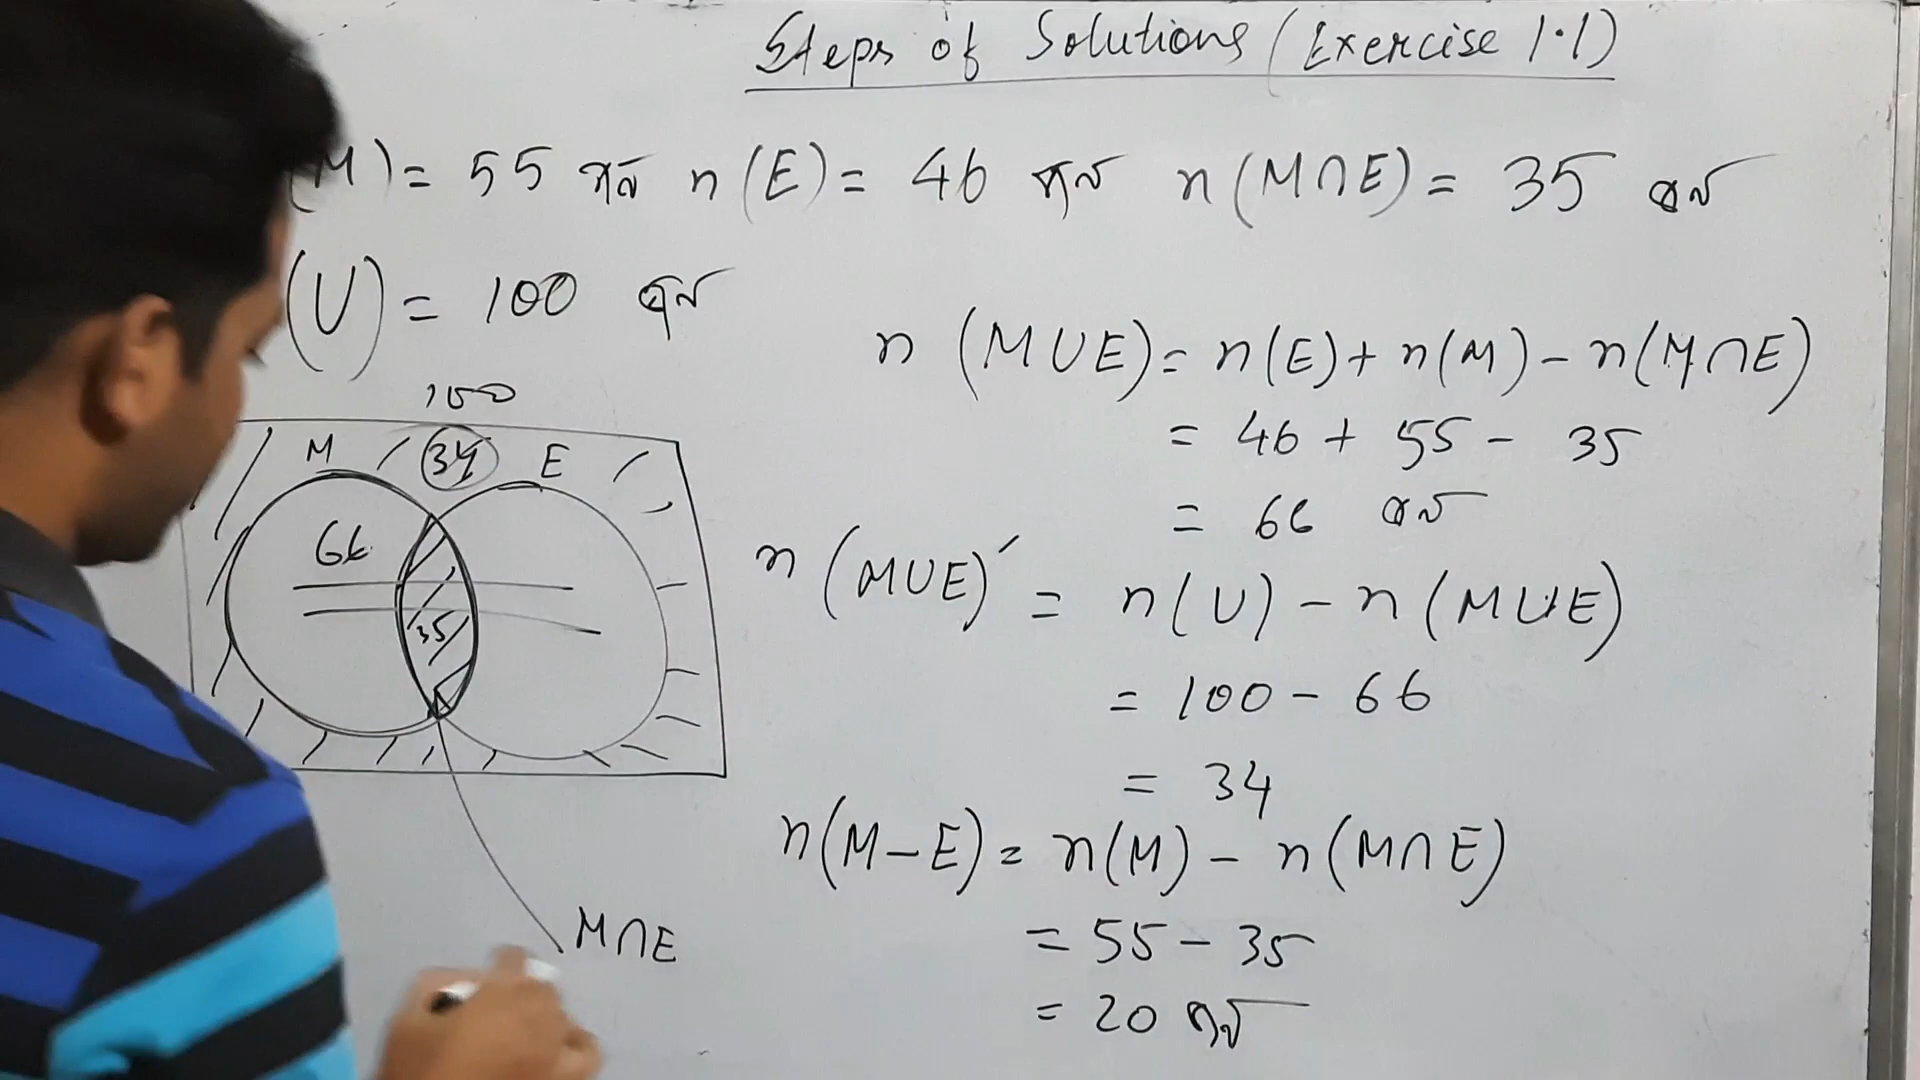 Steps of Solutions (Exercise 1.1)
M) = 55 জন n(E) = 46 জন n(M∩E) = 35 জন
(U) = 100 জন
n (M∪E) = n(E) + n(M) - n(M∩E)
= 46 + 55 - 35
= 66 জন
n (M∪E)′ = n(U) - n(M∪E)
= 100 - 66
= 34
n(M-E) = n(M) - n(M∩E)
= 55 - 35
= 20 জন
100
M 34 E
66
35
M∩E